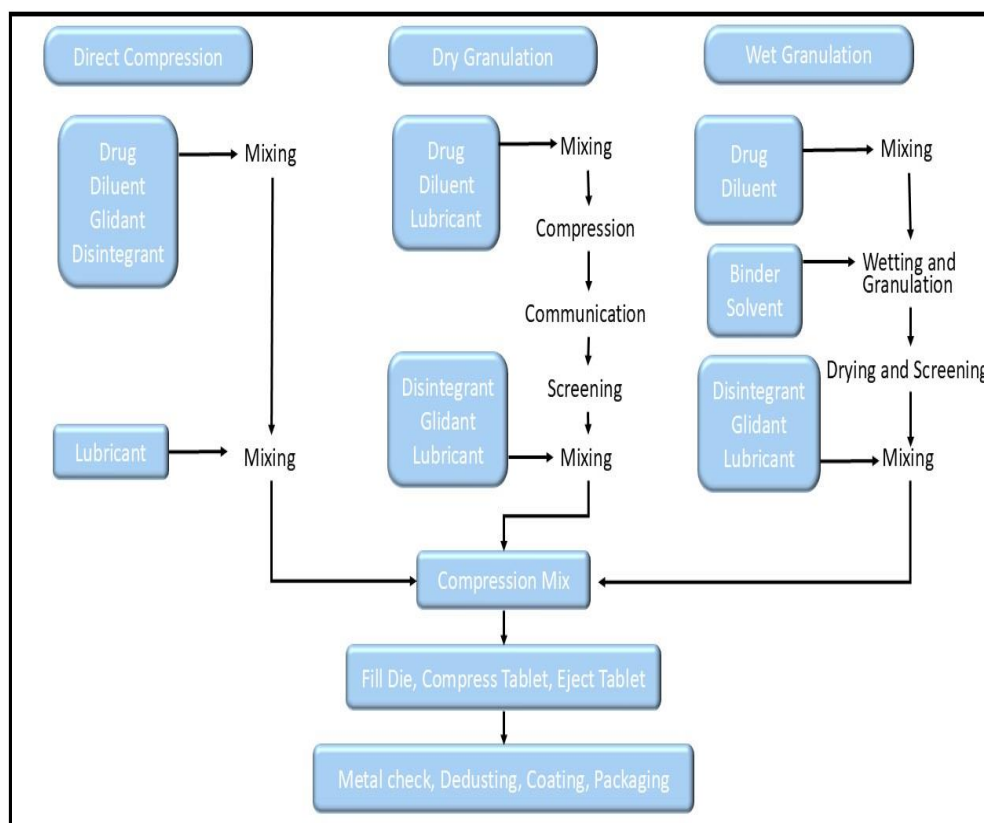 Direct Compression
Dry Granulation
Wet Granulation
Drug
Diluent
Glidant
Disintegrant
Mixing
Lubricant
Mixing
Drug
Diluent
Lubricant
Mixing
Compression
Communication
Screening
Disintegrant
Glidant
Lubricant
Mixing
Drug
Diluent
Mixing
Binder
Solvent
Wetting and
Granulation
Drying and Screening
Disintegrant
Glidant
Lubricant
Mixing
Compression Mix
Fill Die, Compress Tablet, Eject Tablet
Metal check, Dedusting, Coating, Packaging